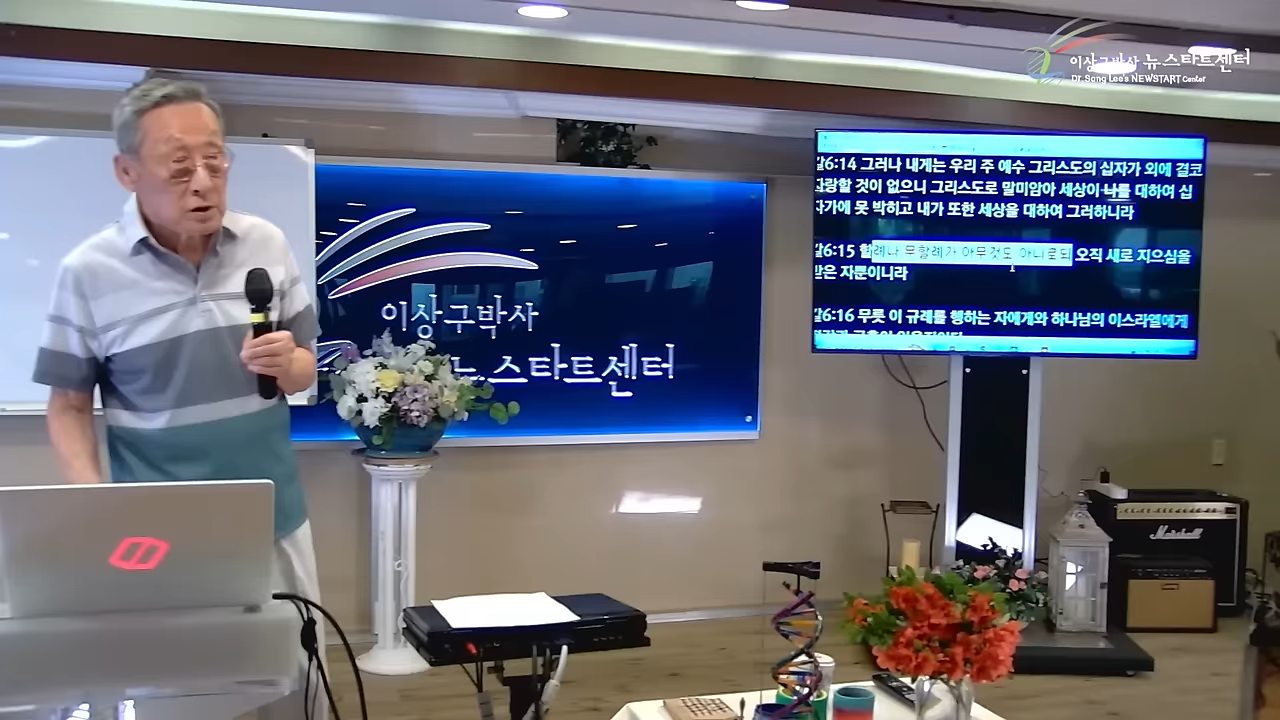 이상구박사 뉴스타트센터
Dr. Sang Lee's NEWSTART Center
갈6:14 그러나 내게는 우리 주 예수 그리스도의 십자가 외에 결코
자랑할 것이 없으니 그리스도로 말미암아 세상이 나를 대하여 십
자가에 못 박히고 내가 또한 세상을 대하여 그러하니라
갈6:15 할례나 무할례가 아무것도 아니로되 오직 새로 지으심을
받은 자뿐이니라
갈6:16 무릇 이 규례를 행하는 자에게와 하나님의 이스라엘에게
이상구박사
뉴스타트센터
Marshall